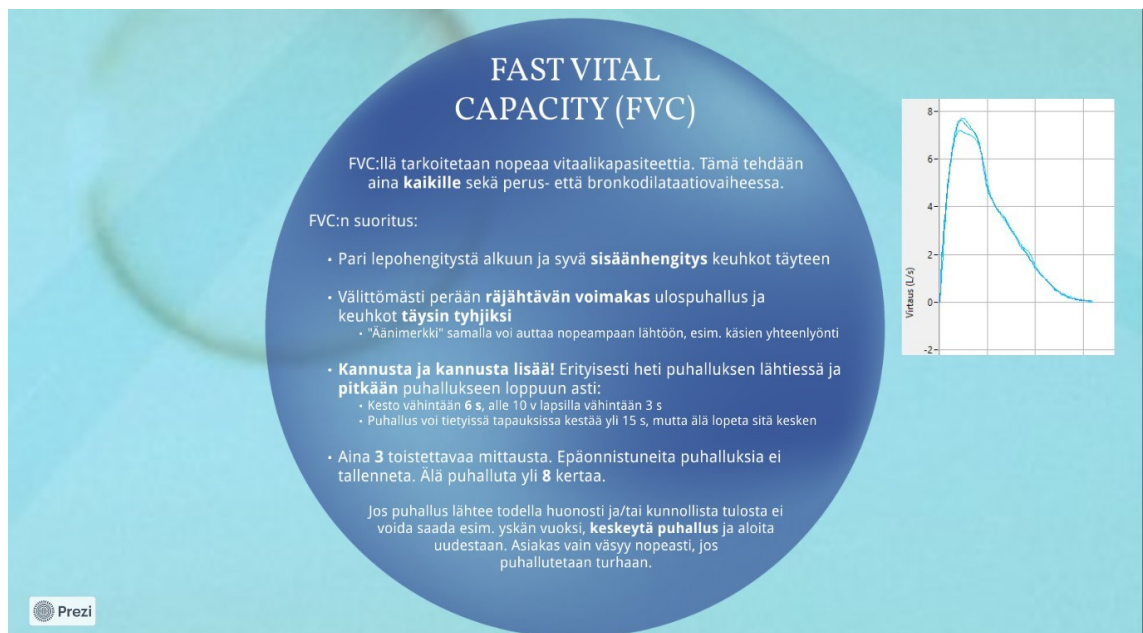 FAST VITAL
CAPACITY (FVC)
FVC:llä tarkoitetaan nopeaa vitaalikapasiteettia. Tämä tehdään
aina kaikille sekä perus- että bronkodilataatiovaiheessa.
FVC:n suoritus:
• Pari lepohengitystä alkuun ja syvä sisäänhengitys keuhkot täyteen
• Välittömästi perään räjähtävän voimakas ulospuhallus ja
keuhkot täysin tyhjiksi
• "Äänimerkki" samalla voi auttaa nopeampaan lähtöön, esim. käsien yhteenlyönti
• Kannusta ja kannusta lisää! Erityisesti heti puhalluksen lähtiessä ja
pitkään puhallukseen loppuun asti:
• Kesto vähintään 6 s, alle 10 v lapsilla vähintään 3 s
• Puhallus voi tietyissä tapauksissa kestää yli 15 s, mutta älä lopeta sitä kesken
• Aina 3 toistettavaa mittausta. Epäonnistuneita puhalluksia ei
tallenneta. Älä puhalluta yli 8 kertaa.
Jos puhallus lähtee todella huonosti ja/tai kunnollista tulosta ei
voida saada esim. yskän vuoksi, keskeytä puhallus ja aloita
uudestaan. Asiakas vain väsyy nopeasti, jos
puhallutetaan turhaan.
8
6
4
2
0
-2
Virtaus (L/s)
Prezi